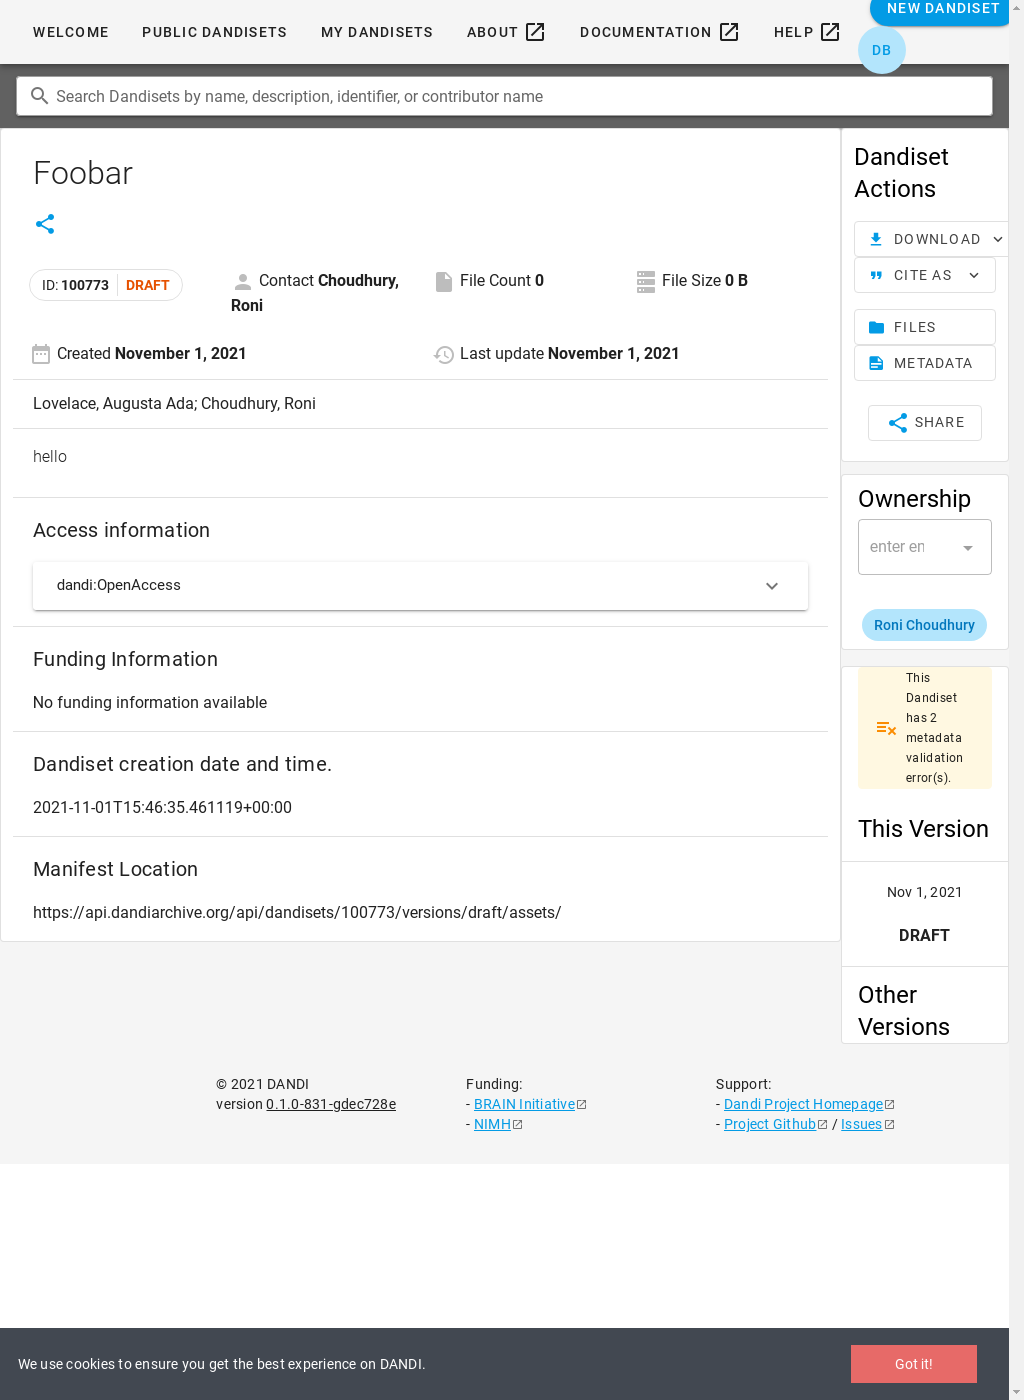 WELCOME
PUBLIC DANDISETS
MY DANDISETS
ABOUT
DOCUMENTATION
HELP
NEW DANDISET
DB
Search Dandisets by name, description, identifier, or contributor name
Foobar
ID: 100773 DRAFT
Contact Choudhury,
Roni
File Count 0
File Size 0 B
Created November 1, 2021
Last update November 1, 2021
Lovelace, Augusta Ada; Choudhury, Roni
hello
Access information
dandi:OpenAccess
Funding Information
No funding information available
Dandiset creation date and time.
2021-11-01T15:46:35.461119+00:00
Manifest Location
https://api.dandiarchive.org/api/dandisets/100773/versions/draft/assets/
Dandiset
Actions
DOWNLOAD
CITE AS
FILES
METADATA
SHARE
Ownership
enter en
Roni Choudhury
This
Dandiset
has 2
metadata
validation
error(s).
This Version
Nov 1, 2021
DRAFT
Other
Versions
© 2021 DANDI
version 0.1.0-831-gdec728e
Funding:
- BRAIN Initiative
- NIMH
Support:
- Dandi Project Homepage
- Project Github / Issues
We use cookies to ensure you get the best experience on DANDI.
Got it!